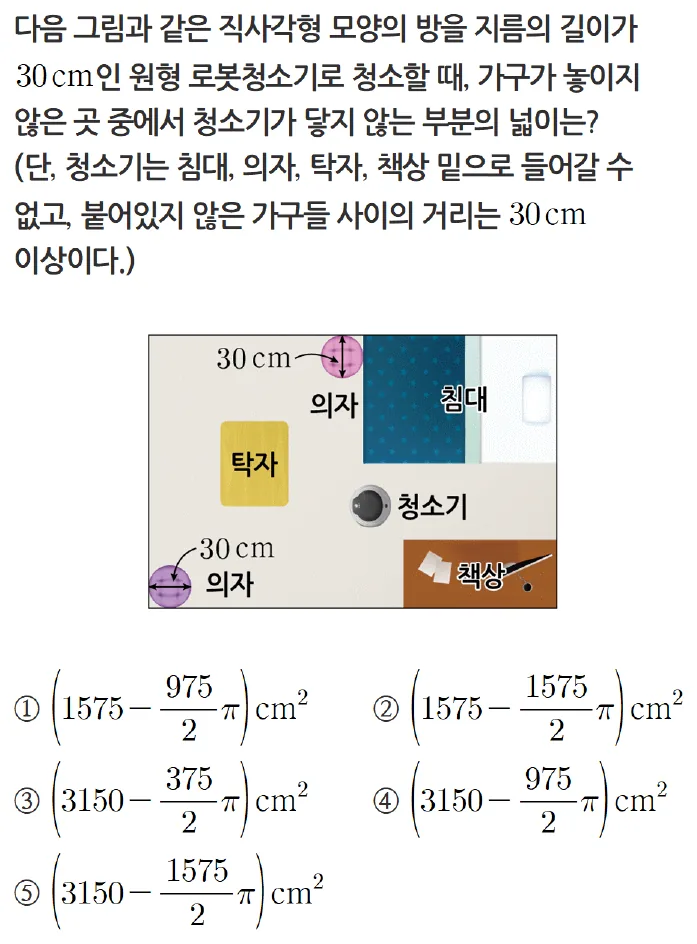 다음 그림과 같은 직사각형 모양의 방을 지름의 길이가
30cm인 원형 로봇청소기로 청소할 때, 가구가 놓이지
않은 곳 중에서 청소기가 닿지 않는 부분의 넓이는?
(단, 청소기는 침대, 의자, 탁자, 책상 밑으로 들어갈 수
없고, 붙어있지 않은 가구들 사이의 거리는 30cm
이상이다.)
30cm
의자
침대
탁자
청소기
30cm
의자
책상
① (1575 - 975/2 π) cm² ② (1575 - 1575/2 π) cm²
③ (3150 - 375/2 π) cm² ④ (3150 - 975/2 π) cm²
⑤ (3150 - 1575/2 π) cm²